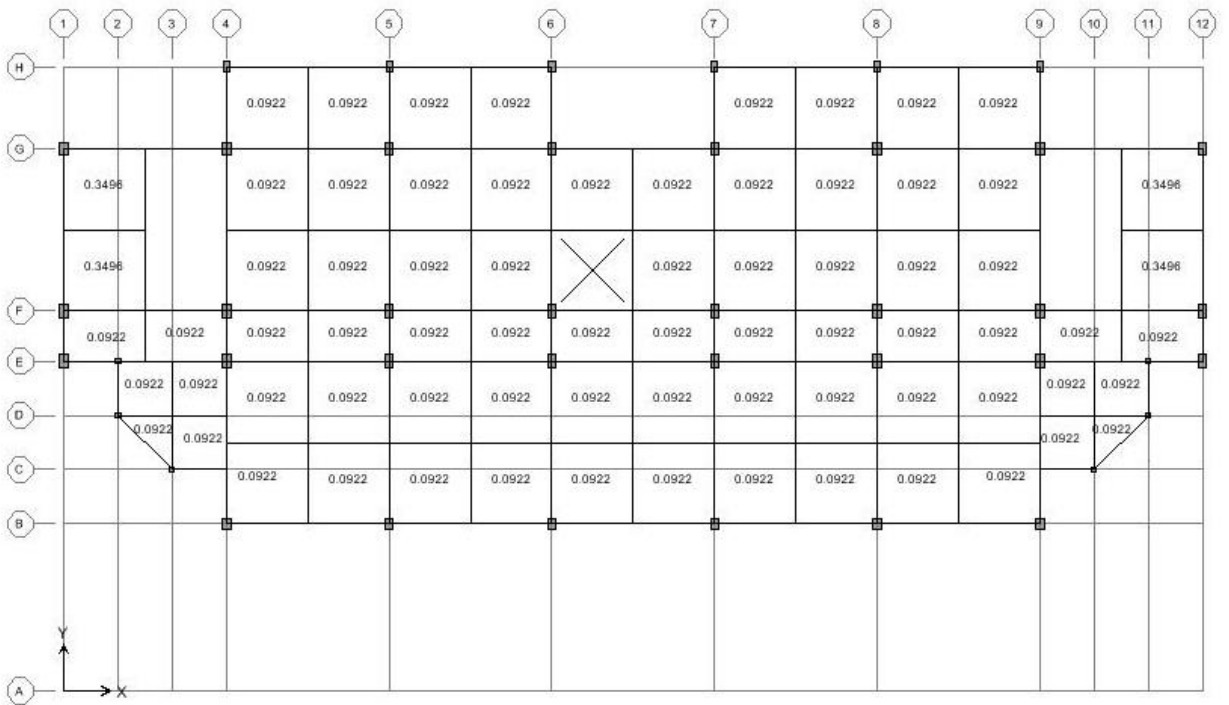 1 2 3 4 5 6 7 8 9 10 11 12
H
0.0922 0.0922 0.0922 0.0922 0.0922 0.0922 0.0922 0.0922
G
0.3496 0.0922 0.0922 0.0922 0.0922 0.0922 0.0922 0.0922 0.0922 0.0922 0.0922 0.3496
0.3496 0.0922 0.0922 0.0922 0.0922 0.0922 0.0922 0.0922 0.0922 0.0922 0.3496
F
0.0922 0.0922 0.0922 0.0922 0.0922 0.0922 0.0922 0.0922 0.0922 0.0922 0.0922 0.0922 0.0922 0.0922
E
0.0922 0.0922 0.0922 0.0922 0.0922 0.0922 0.0922 0.0922 0.0922 0.0922 0.0922 0.0922 0.0922 0.0922
D
0.0922 0.0922 0.0922 0.0922
C
0.0922 0.0922 0.0922 0.0922 0.0922 0.0922 0.0922 0.0922 0.0922 0.0922
B
Y
A X